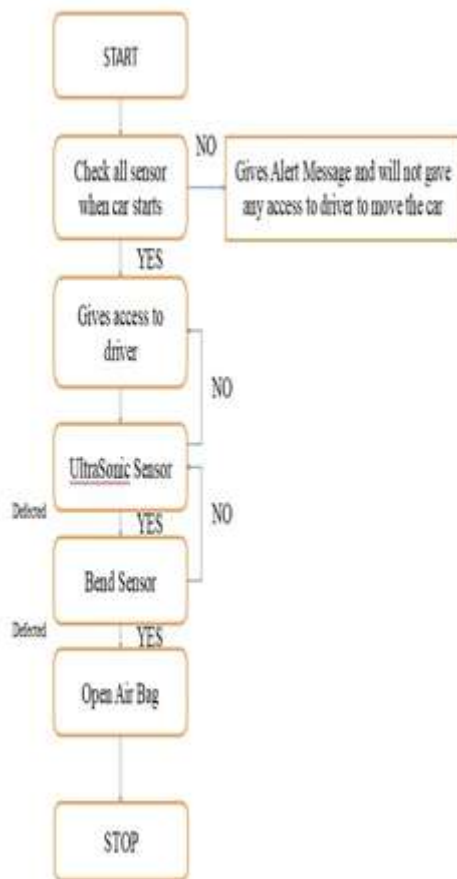 START
Check all sensor
when car starts
NO
Gives Alert Message and will not gave
any access to driver to move the car
YES
Gives access to
driver
NO
UltraSonic Sensor
Defected
YES
NO
Bend Sensor
Defected
YES
Open Air Bag
STOP